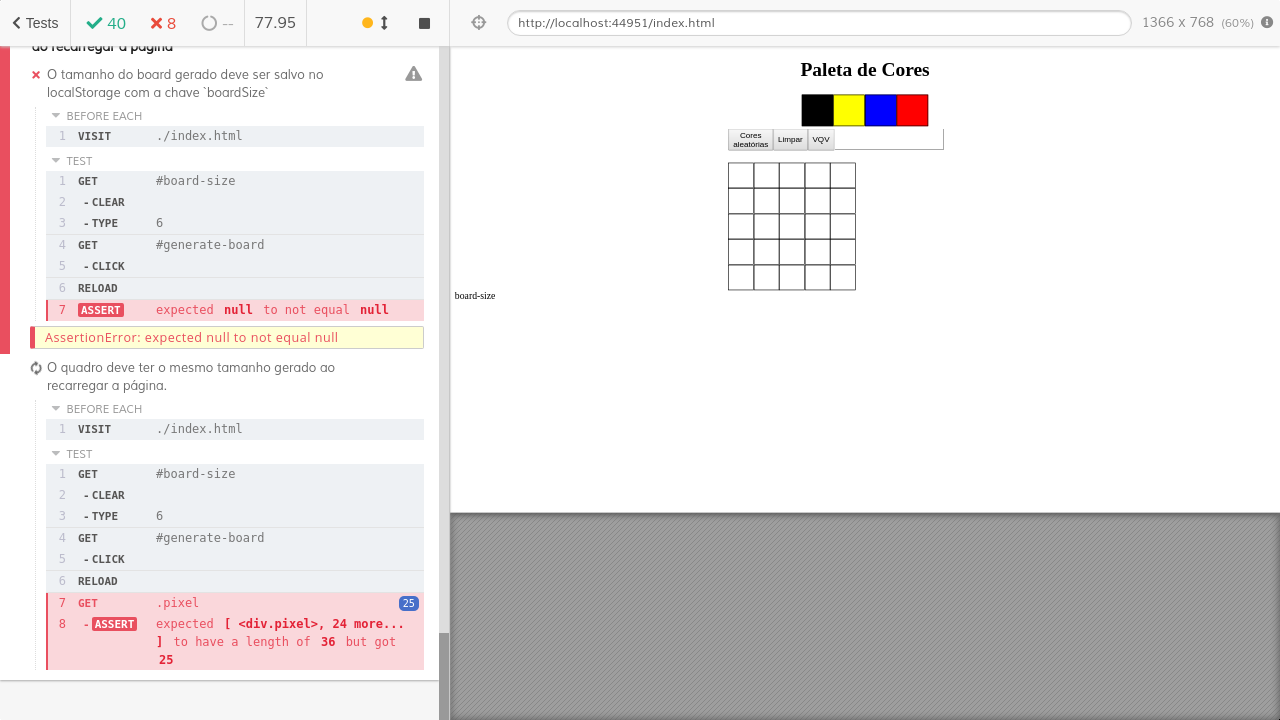 Tests
40
8
--
77.95
http://localhost:44951/index.html
1366 x 768 (60%)
ao recarregar a página
O tamanho do board gerado deve ser salvo no
localStorage com a chave `boardSize`
BEFORE EACH
1 VISIT ./index.html
TEST
1 GET #board-size
2 -CLEAR
3 -TYPE 6
4 GET #generate-board
5 -CLICK
6 RELOAD
7 ASSERT expected null to not equal null
AssertionError: expected null to not equal null
O quadro deve ter o mesmo tamanho gerado ao
recarregar a página.
BEFORE EACH
1 VISIT ./index.html
TEST
1 GET #board-size
2 -CLEAR
3 -TYPE 6
4 GET #generate-board
5 -CLICK
6 RELOAD
7 GET .pixel 25
8 -ASSERT expected [ <div.pixel>, 24 more...
] to have a length of 36 but got
25
Paleta de Cores
Cores
aleatórias
Limpar
VQV
board-size